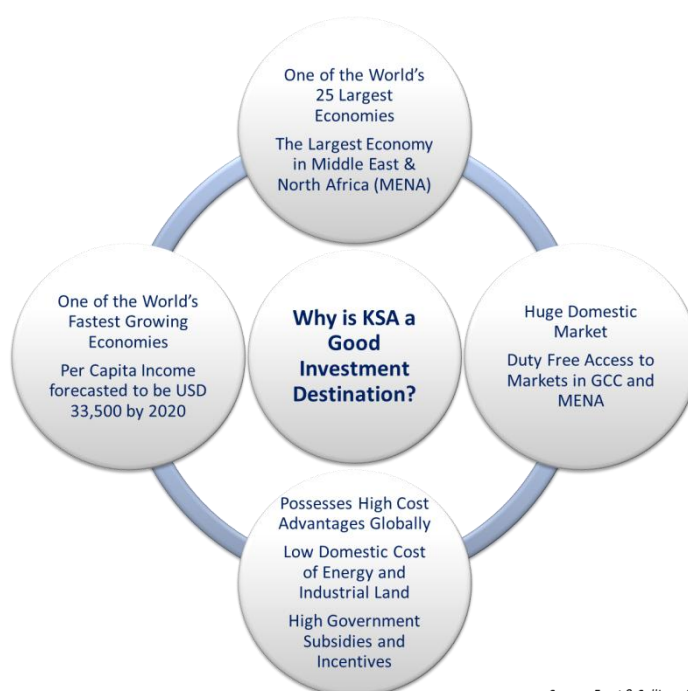 One of the World's
25 Largest
Economies
The Largest Economy
in Middle East &
North Africa (MENA)
One of the World's
Fastest Growing
Economies
Per Capita Income
forecasted to be USD
33,500 by 2020
Why is KSA a
Good
Investment
Destination?
Huge Domestic
Market
Duty Free Access to
Markets in GCC and
MENA
Possesses High Cost
Advantages Globally
Low Domestic Cost
of Energy and
Industrial Land
High Government
Subsidies and
Incentives